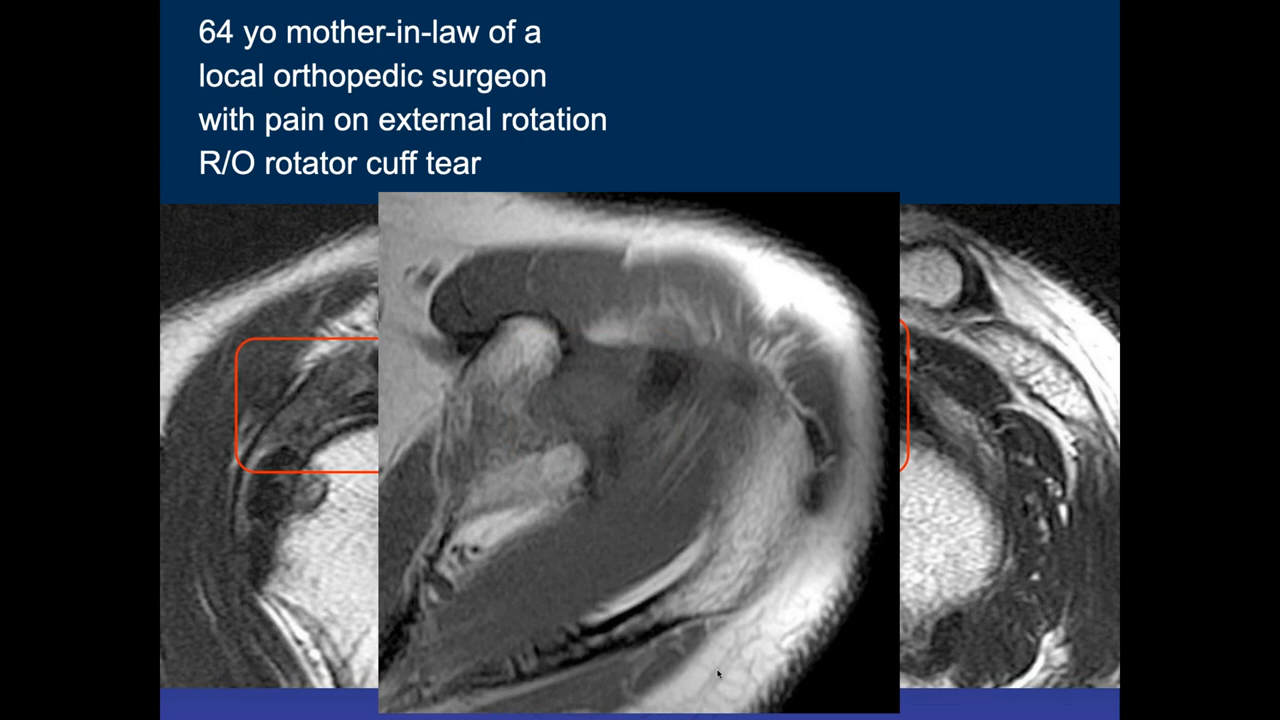 64 yo mother-in-law of a
local orthopedic surgeon
with pain on external rotation
R/O rotator cuff tear